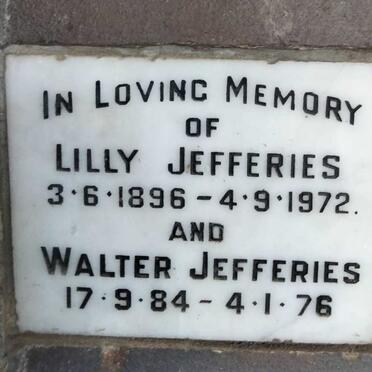 IN LOVING MEMORY
OF
LILLY JEFFERIES
3·6·1896 – 4·9·1972.
AND
WALTER JEFFERIES
17·9·84 – 4·1·76